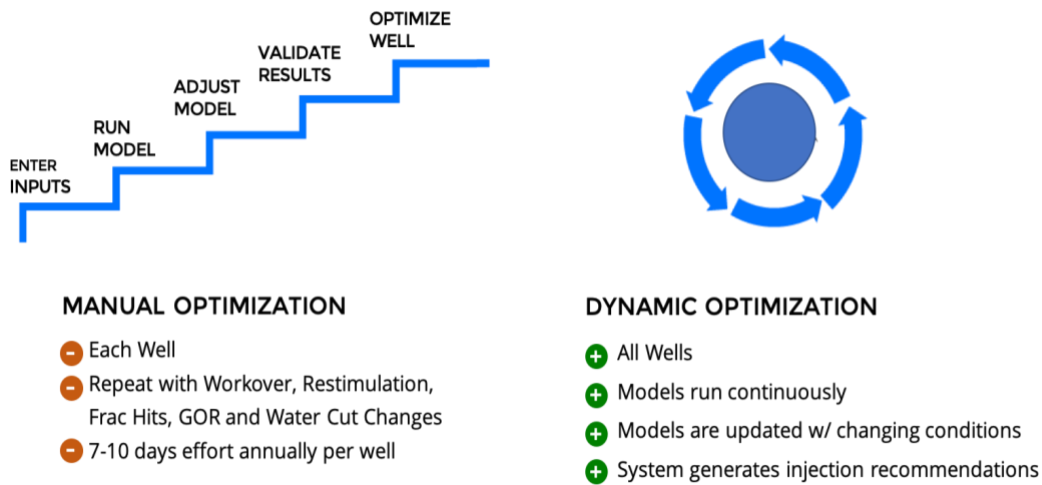 OPTIMIZE
WELL
VALIDATE
RESULTS
ADJUST
MODEL
RUN
MODEL
ENTER
INPUTS
MANUAL OPTIMIZATION
- Each Well
- Repeat with Workover, Restimulation,
Frac Hits, GOR and Water Cut Changes
- 7-10 days effort annually per well
DYNAMIC OPTIMIZATION
+ All Wells
+ Models run continuously
+ Models are updated w/ changing conditions
+ System generates injection recommendations